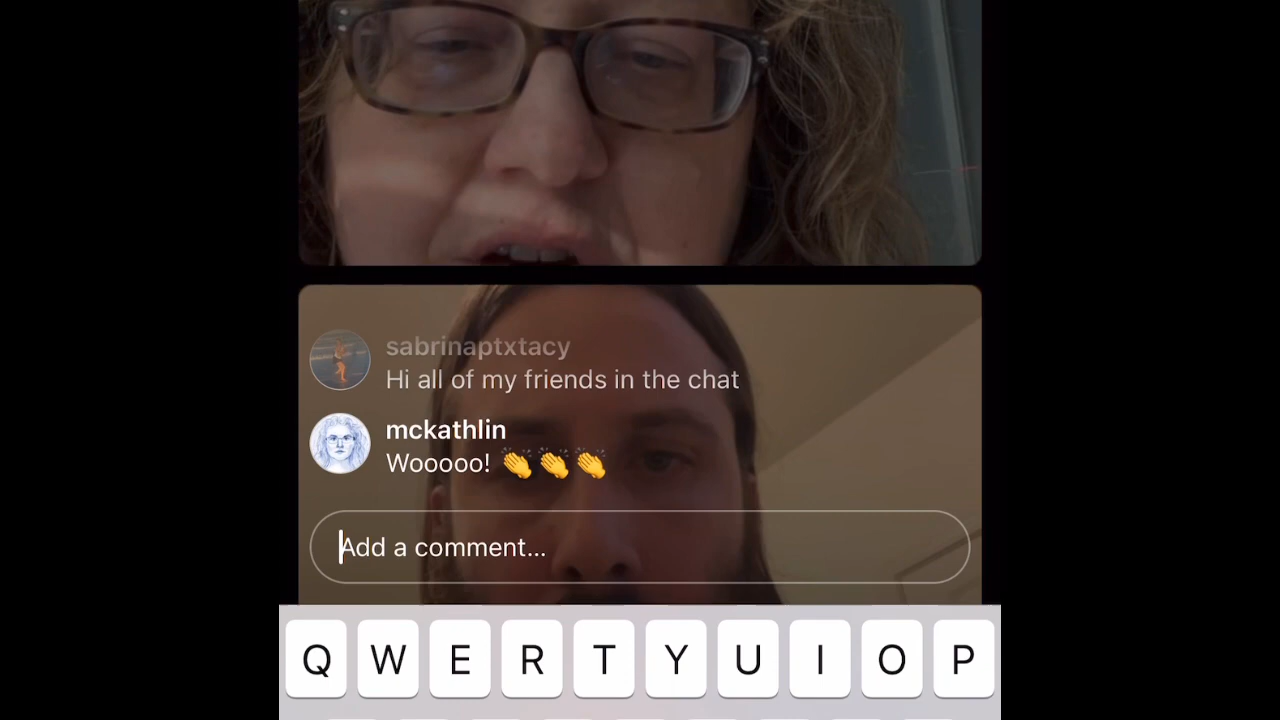 sabrinaptxtacy
Hi all of my friends in the chat
mckathlin
Wooooo! 👏👏👏
Add a comment...
Q W E R T Y U I O P